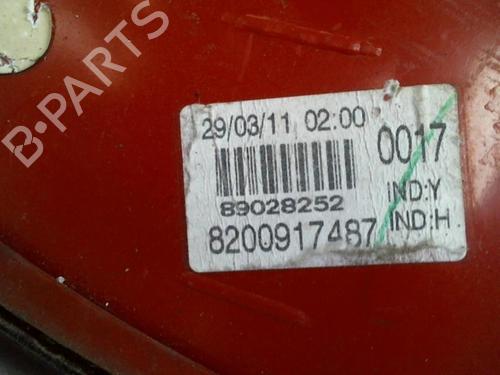 B-PARTS
29/03/11 02:00
0017
89028252
IND:Y
8200917487
IND:H